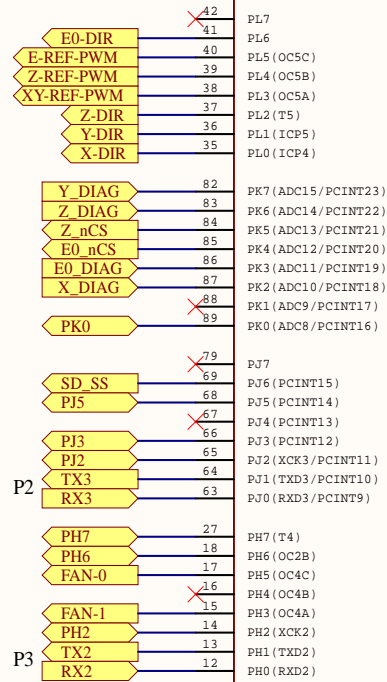 42 PL7
E0-DIR 41 PL6
E-REF-PWM 40 PL5(OC5C)
Z-REF-PWM 39 PL4(OC5B)
XY-REF-PWM 38 PL3(OC5A)
Z-DIR 37 PL2(T5)
Y-DIR 36 PL1(ICP5)
X-DIR 35 PL0(ICP4)
Y_DIAG 82 PK7(ADC15/PCINT23)
Z_DIAG 83 PK6(ADC14/PCINT22)
Z_nCS 84 PK5(ADC13/PCINT21)
E0_nCS 85 PK4(ADC12/PCINT20)
E0_DIAG 86 PK3(ADC11/PCINT19)
X_DIAG 87 PK2(ADC10/PCINT18)
88 PK1(ADC9/PCINT17)
PK0 89 PK0(ADC8/PCINT16)
79 PJ7
SD_SS 69 PJ6(PCINT15)
PJ5 68 PJ5(PCINT14)
67 PJ4(PCINT13)
PJ3 66 PJ3(PCINT12)
PJ2 65 PJ2(XCK3/PCINT11)
TX3 64 PJ1(TXD3/PCINT10)
P2 RX3 63 PJ0(RXD3/PCINT9)
PH7 27 PH7(T4)
PH6 18 PH6(OC2B)
FAN-0 17 PH5(OC4C)
16 PH4(OC4B)
FAN-1 15 PH3(OC4A)
PH2 14 PH2(XCK2)
TX2 13 PH1(TXD2)
P3 RX2 12 PH0(RXD2)